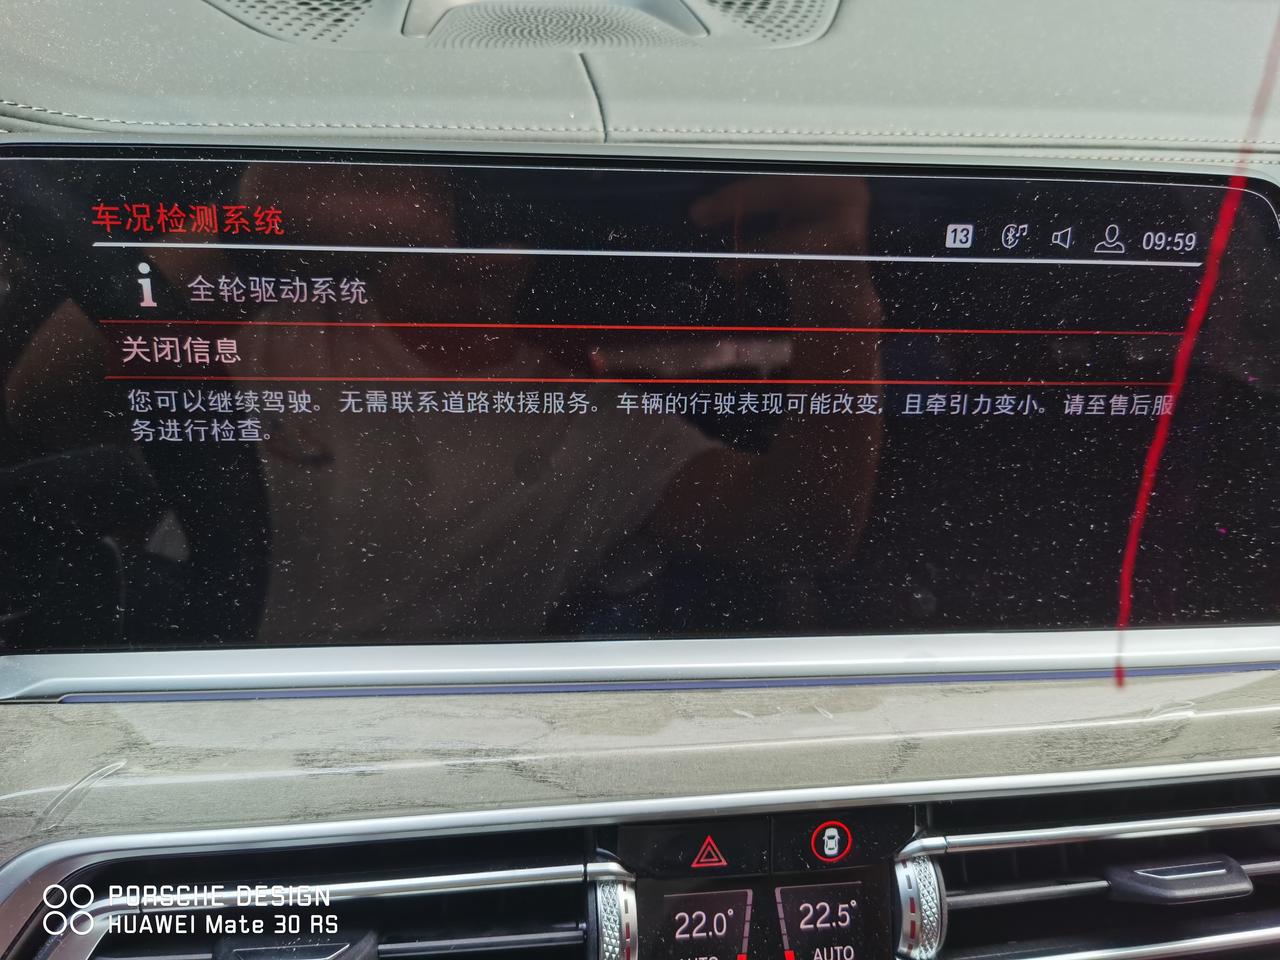 车况检测系统
13 09:59
i 全轮驱动系统
关闭信息
您可以继续驾驶。无需联系道路救援服务。车辆的行驶表现可能改变，且牵引力变小。请至售后服
务进行检查。
22.0° 22.5°
AUTO AUTO
PORSCHE DESIGN
HUAWEI Mate 30 RS